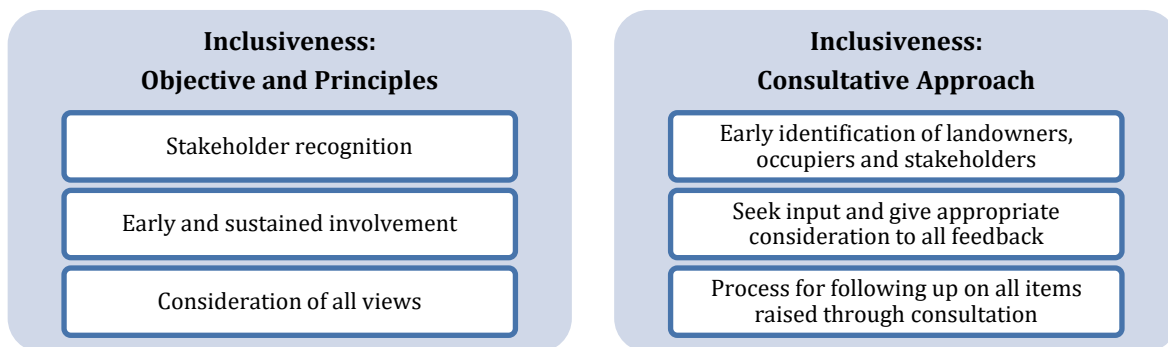 Inclusiveness:
Objective and Principles
Stakeholder recognition
Early and sustained involvement
Consideration of all views
Inclusiveness:
Consultative Approach
Early identification of landowners,
occupiers and stakeholders
Seek input and give appropriate
consideration to all feedback
Process for following up on all items
raised through consultation